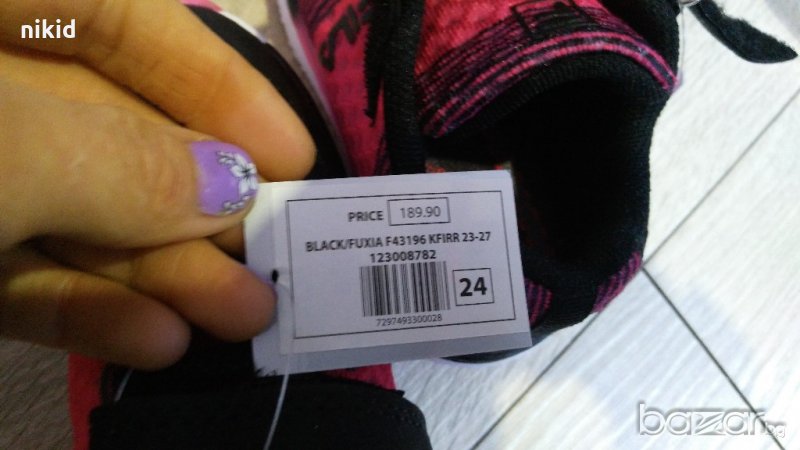 nikid
PRICE 189.90
BLACK/FUXIA F43196 KFIRR 23-27
123008782
24
7297493300028
bazar.bg